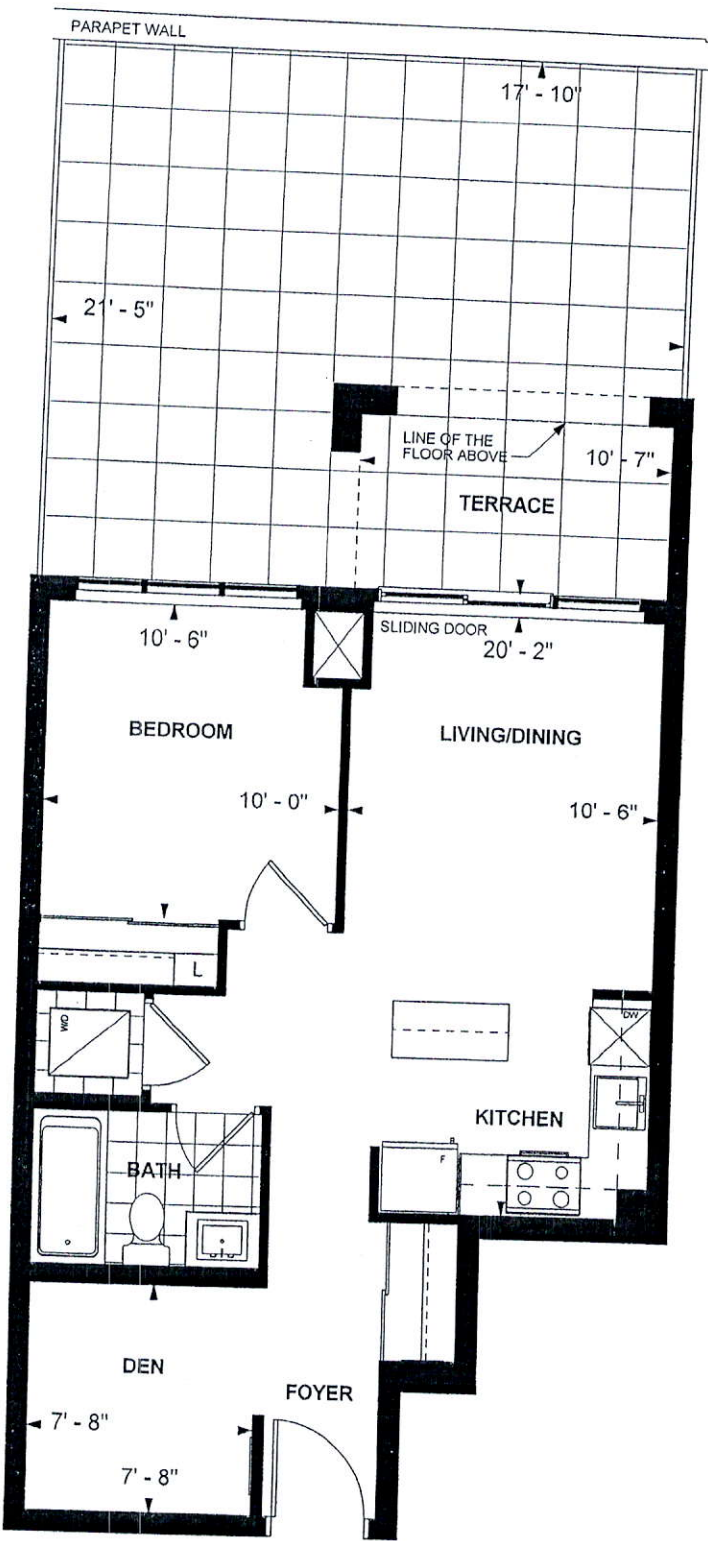 PARAPET WALL
17' - 10"
21' - 5"
LINE OF THE
FLOOR ABOVE
10' - 7"
TERRACE
SLIDING DOOR
10' - 6"
20' - 2"
BEDROOM
LIVING/DINING
10' - 0"
10' - 6"
L
W/D
DW
KITCHEN
F
BATH
DEN
FOYER
7' - 8"
7' - 8"